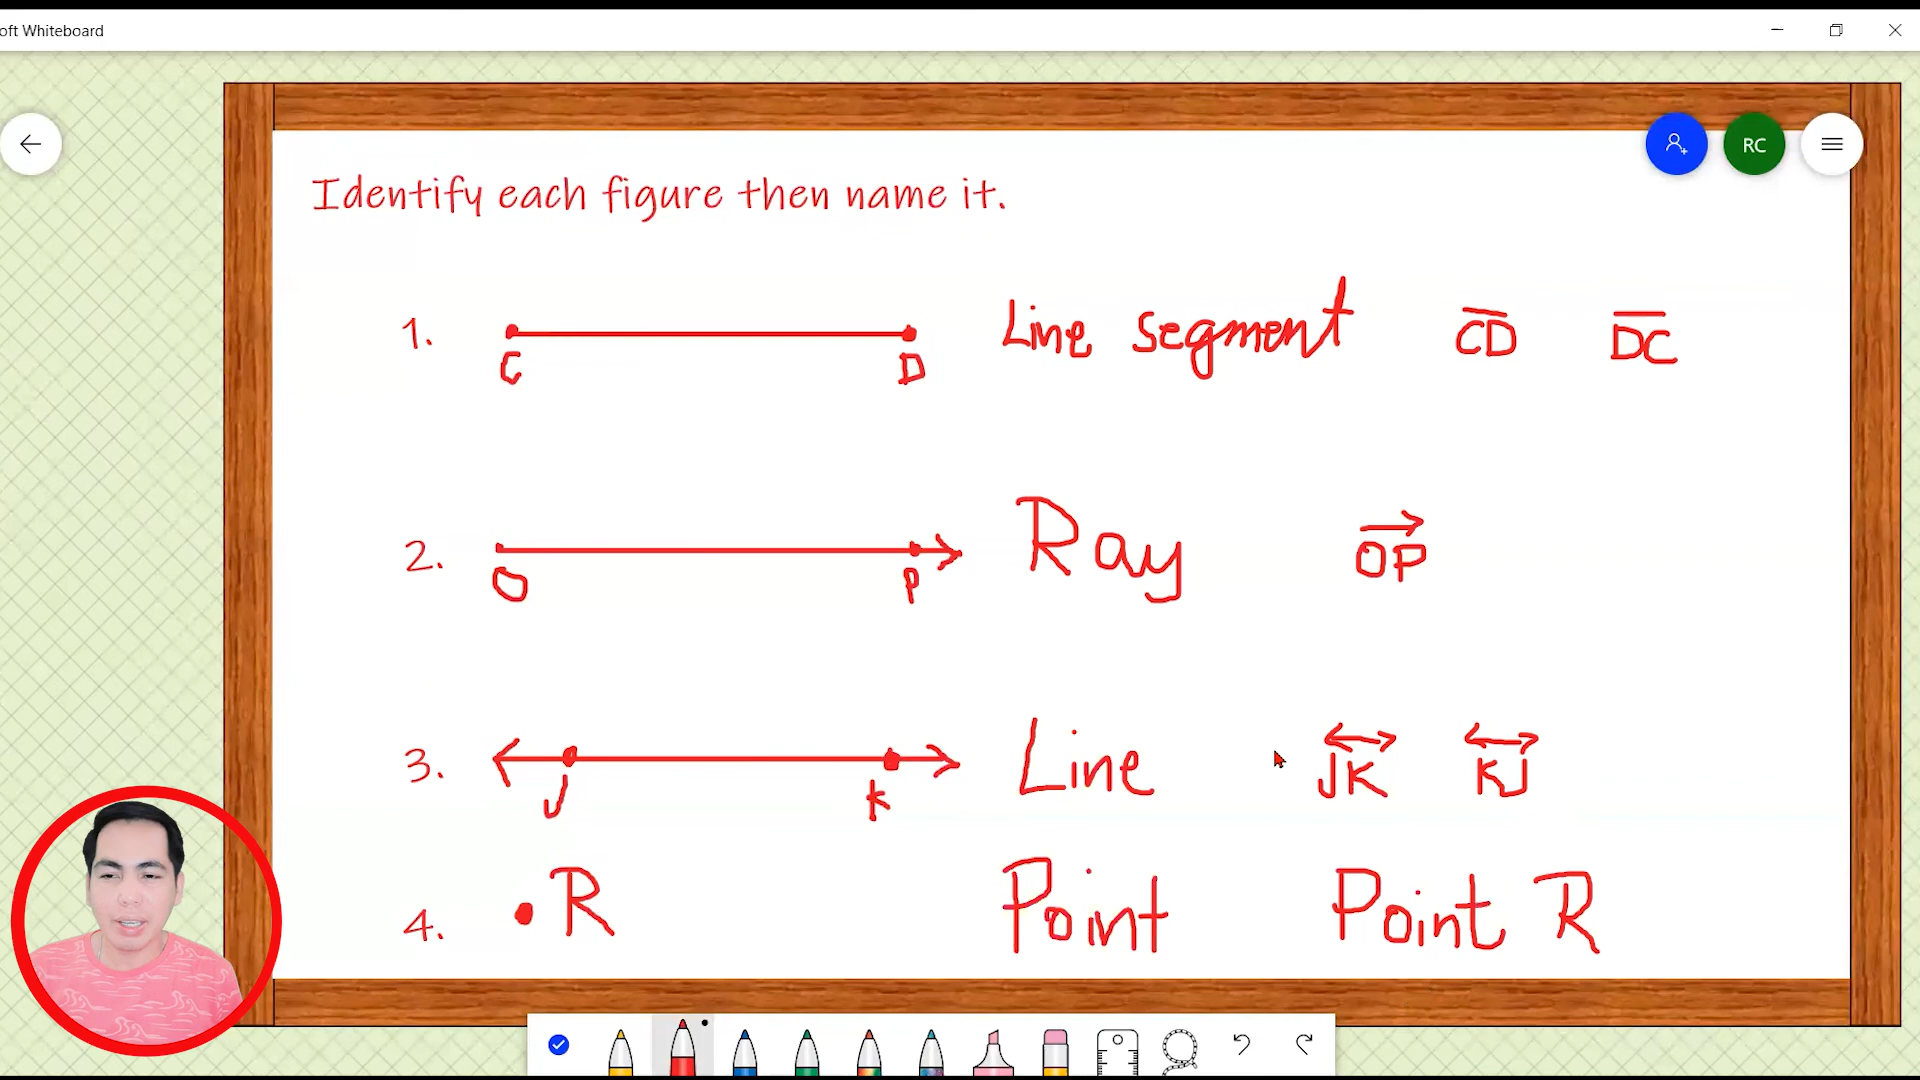 oft Whiteboard
RC
Identify each figure then name it.
1. C D Line segment CD DC
2. O P Ray OP
3. J K Line JK KJ
4. R Point Point R